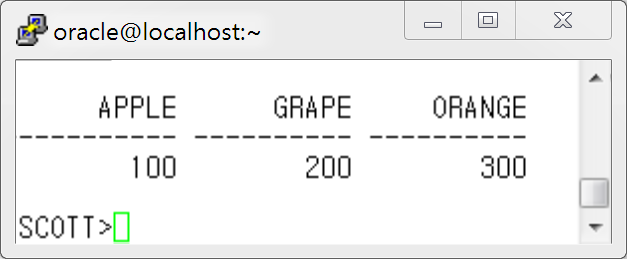 oracle@localhost:~
APPLE GRAPE ORANGE
---------- ---------- ----------
100 200 300
SCOTT>